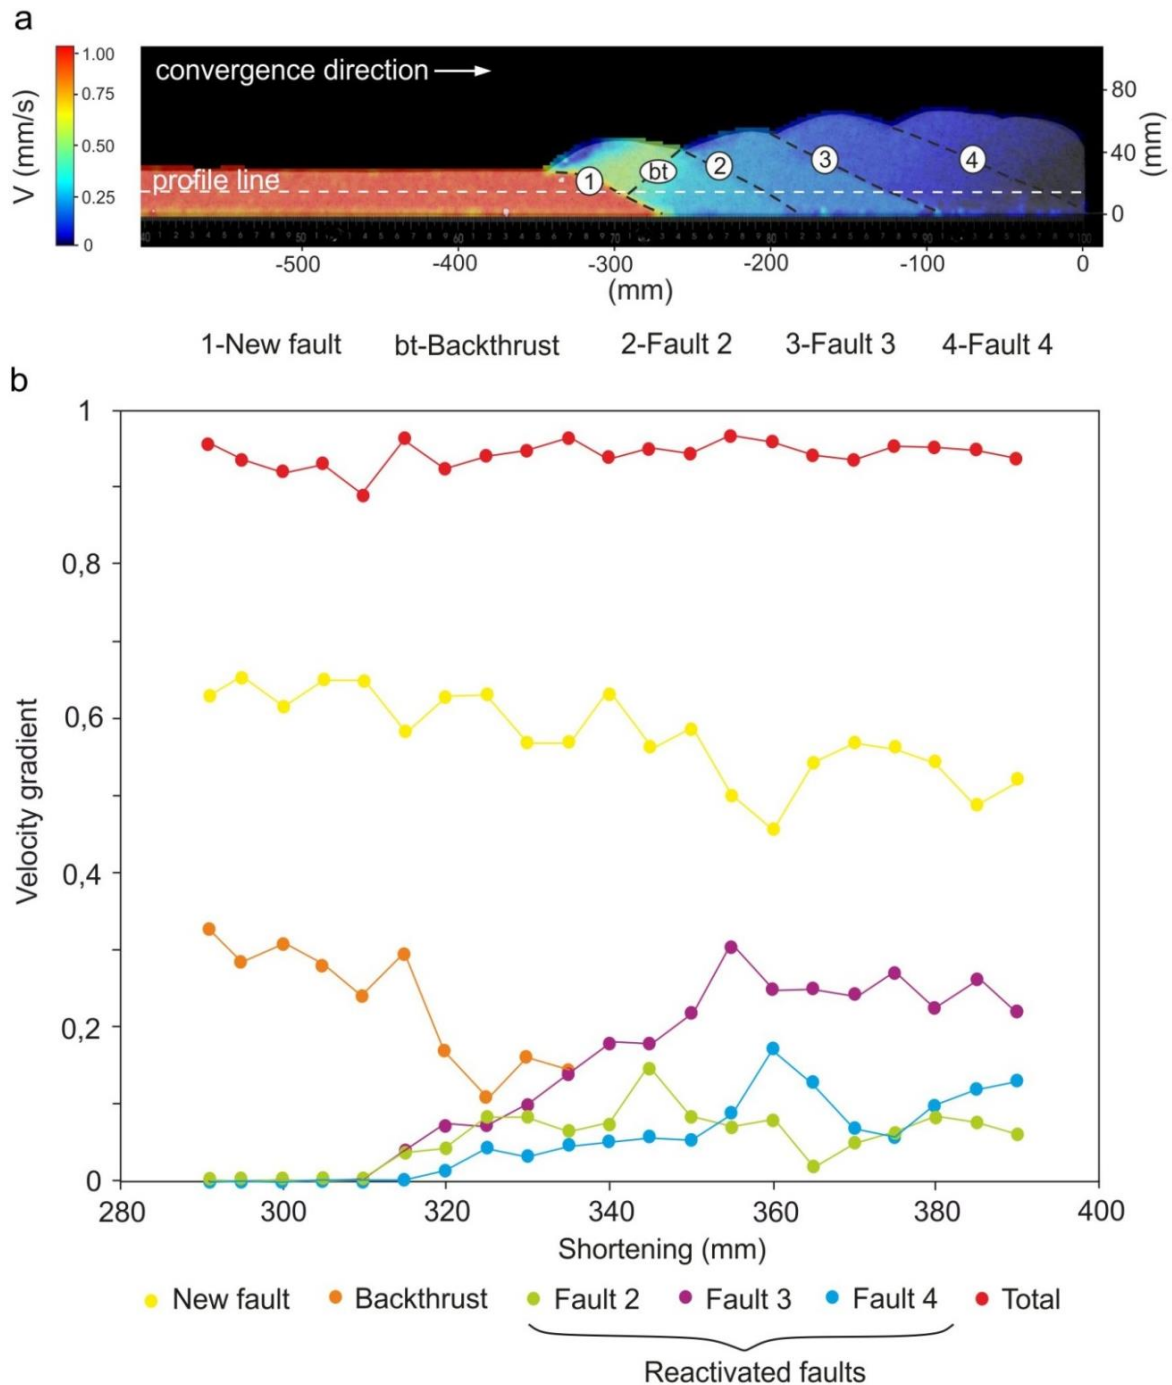 a
convergence direction
1.00
0.75
0.50
0.25
0
V (mm/s)
80
40
0
(mm)
profile line
1
bt
2
3
4
-500
-400
-300
-200
-100
0
(mm)
1-New fault
bt-Backthrust
2-Fault 2
3-Fault 3
4-Fault 4
b
1
0,8
0,6
0,4
0,2
0
Velocity gradient
280
300
320
340
360
380
400
Shortening (mm)
New fault
Backthrust
Fault 2
Fault 3
Fault 4
Total
Reactivated faults